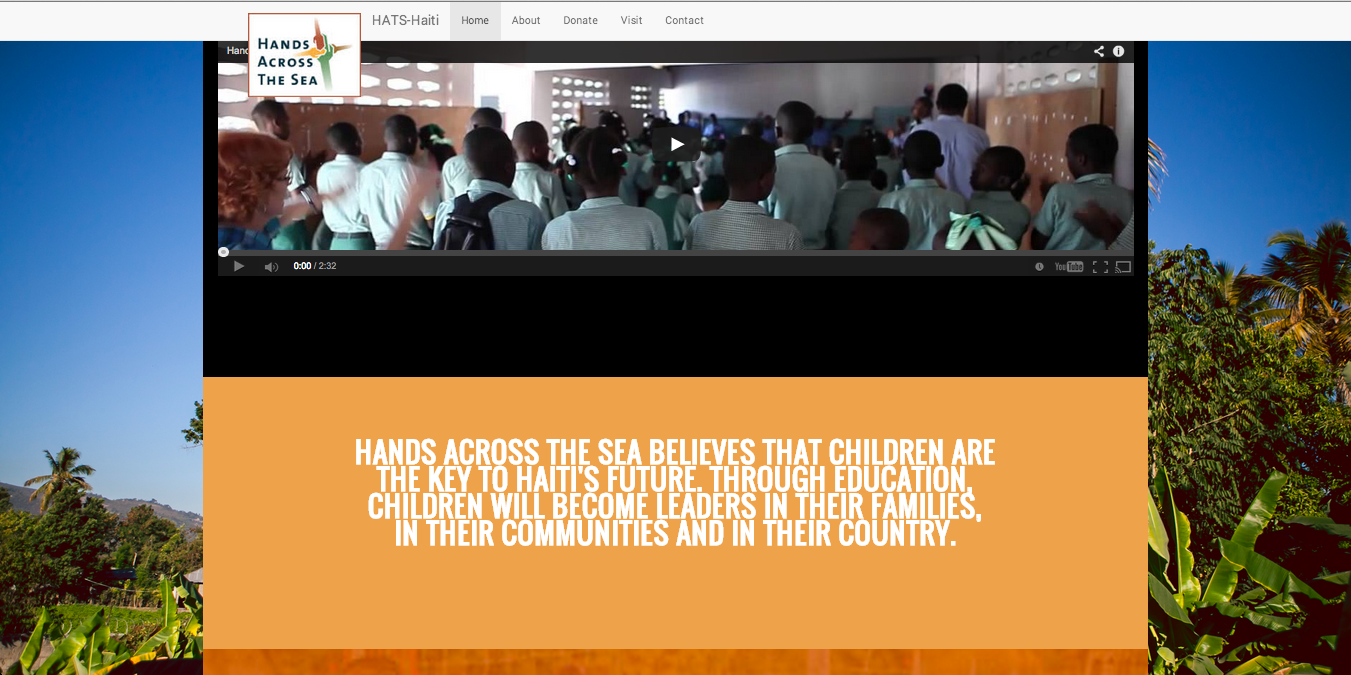 HATS-Haiti
Home
About
Donate
Visit
Contact
HANDS
ACROSS
THE SEA
0:00 / 2:32
YouTube
HANDS ACROSS THE SEA BELIEVES THAT CHILDREN ARE
THE KEY TO HAITI'S FUTURE. THROUGH EDUCATION,
CHILDREN WILL BECOME LEADERS IN THEIR FAMILIES,
IN THEIR COMMUNITIES AND IN THEIR COUNTRY.